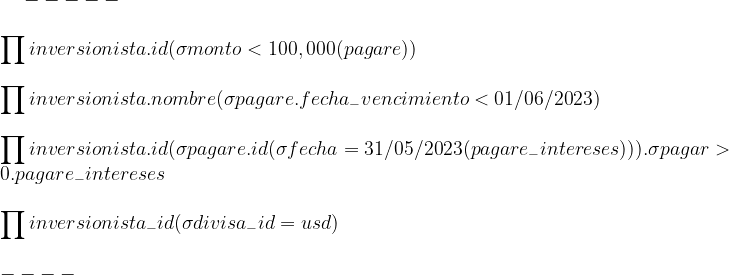 _ _ _ _ _
∏ inversionista.id(σmonto < 100,000(pagare))
∏ inversionista.nombre(σpagare.fecha_vencimiento < 01/06/2023)
∏ inversionista.id(σpagare.id(σfecha = 31/05/2023(pagare_intereses))).σpagar >
0.pagare_intereses
∏ inversionista_id(σdivisa_id = usd)
_ _ _ _